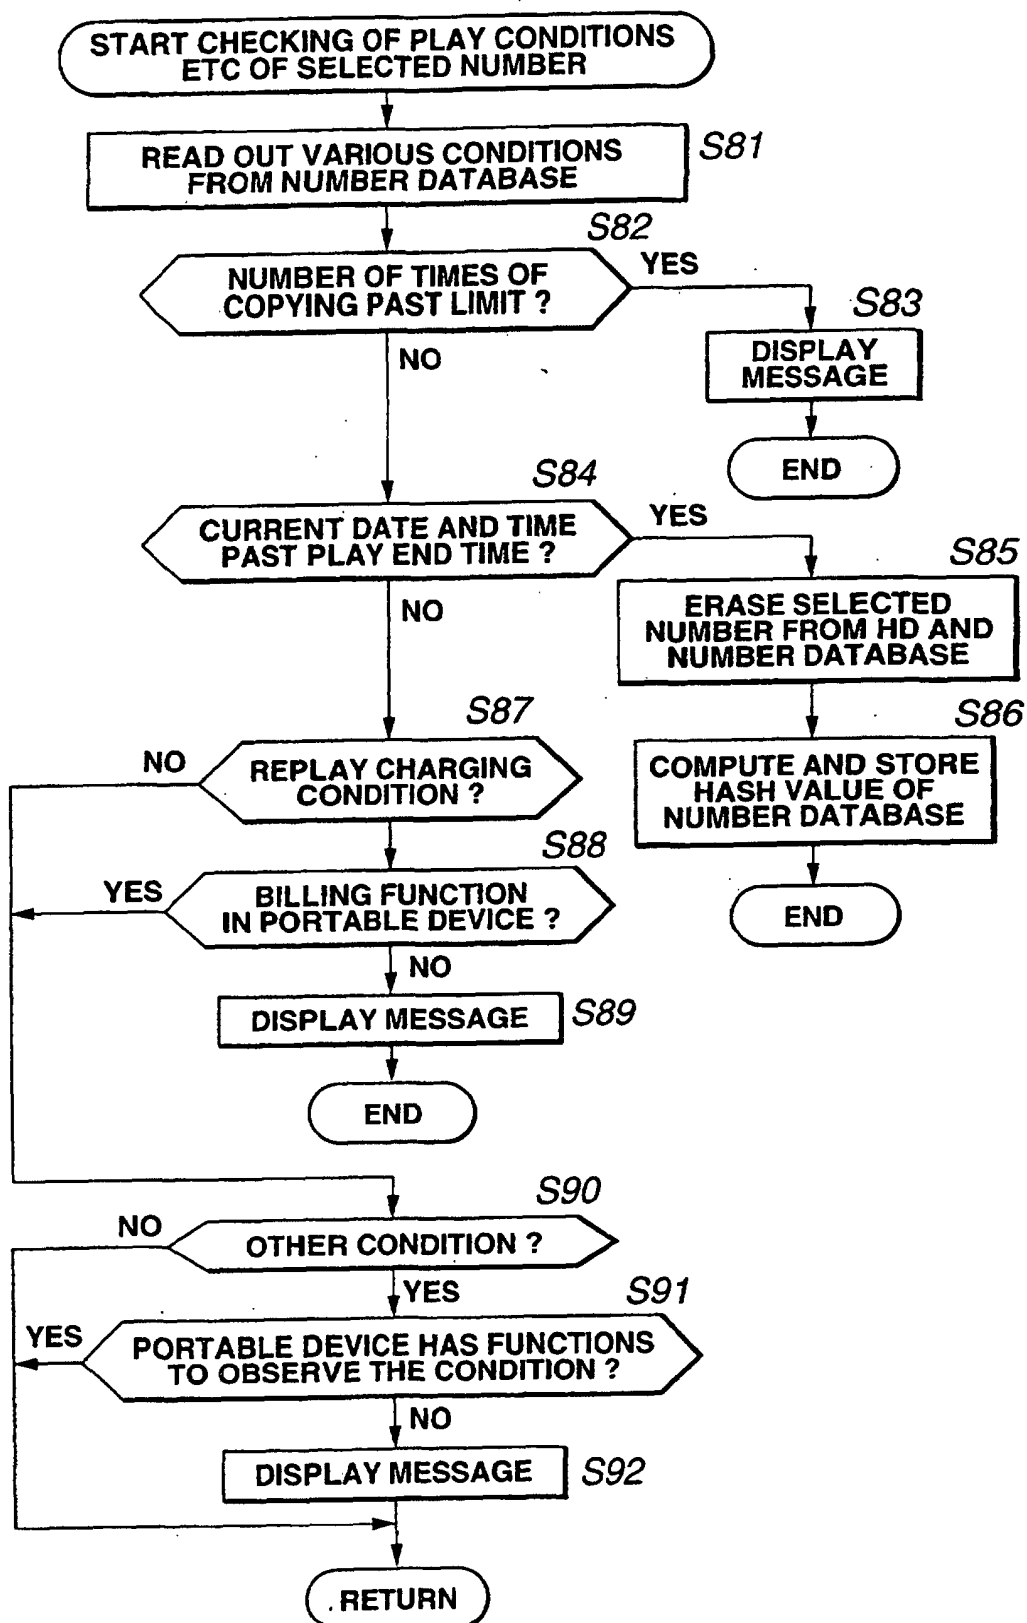 START CHECKING OF PLAY CONDITIONS
ETC OF SELECTED NUMBER
READ OUT VARIOUS CONDITIONS
FROM NUMBER DATABASE
S81
S82
NUMBER OF TIMES OF
COPYING PAST LIMIT ?
YES
NO
S83
DISPLAY
MESSAGE
END
S84
CURRENT DATE AND TIME
PAST PLAY END TIME ?
YES
NO
S85
ERASE SELECTED
NUMBER FROM HD AND
NUMBER DATABASE
S86
COMPUTE AND STORE
HASH VALUE OF
NUMBER DATABASE
END
S87
NO
REPLAY CHARGING
CONDITION ?
S88
YES
BILLING FUNCTION
IN PORTABLE DEVICE ?
NO
DISPLAY MESSAGE
S89
END
S90
NO
OTHER CONDITION ?
YES
S91
YES
PORTABLE DEVICE HAS FUNCTIONS
TO OBSERVE THE CONDITION ?
NO
DISPLAY MESSAGE
S92
RETURN